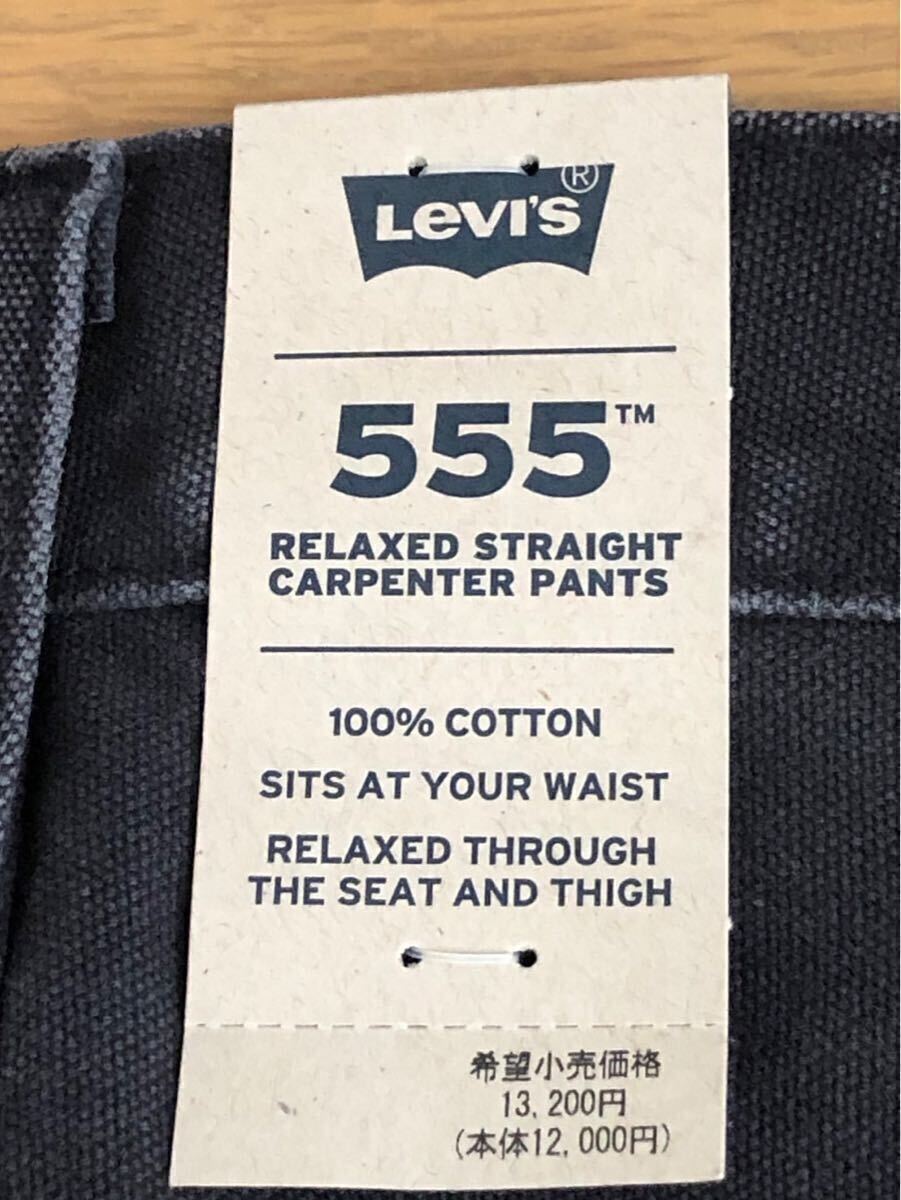 LEVI'S®
555™
RELAXED STRAIGHT
CARPENTER PANTS
100% COTTON
SITS AT YOUR WAIST
RELAXED THROUGH
THE SEAT AND THIGH
希望小売価格
13,200円
(本体12,000円)